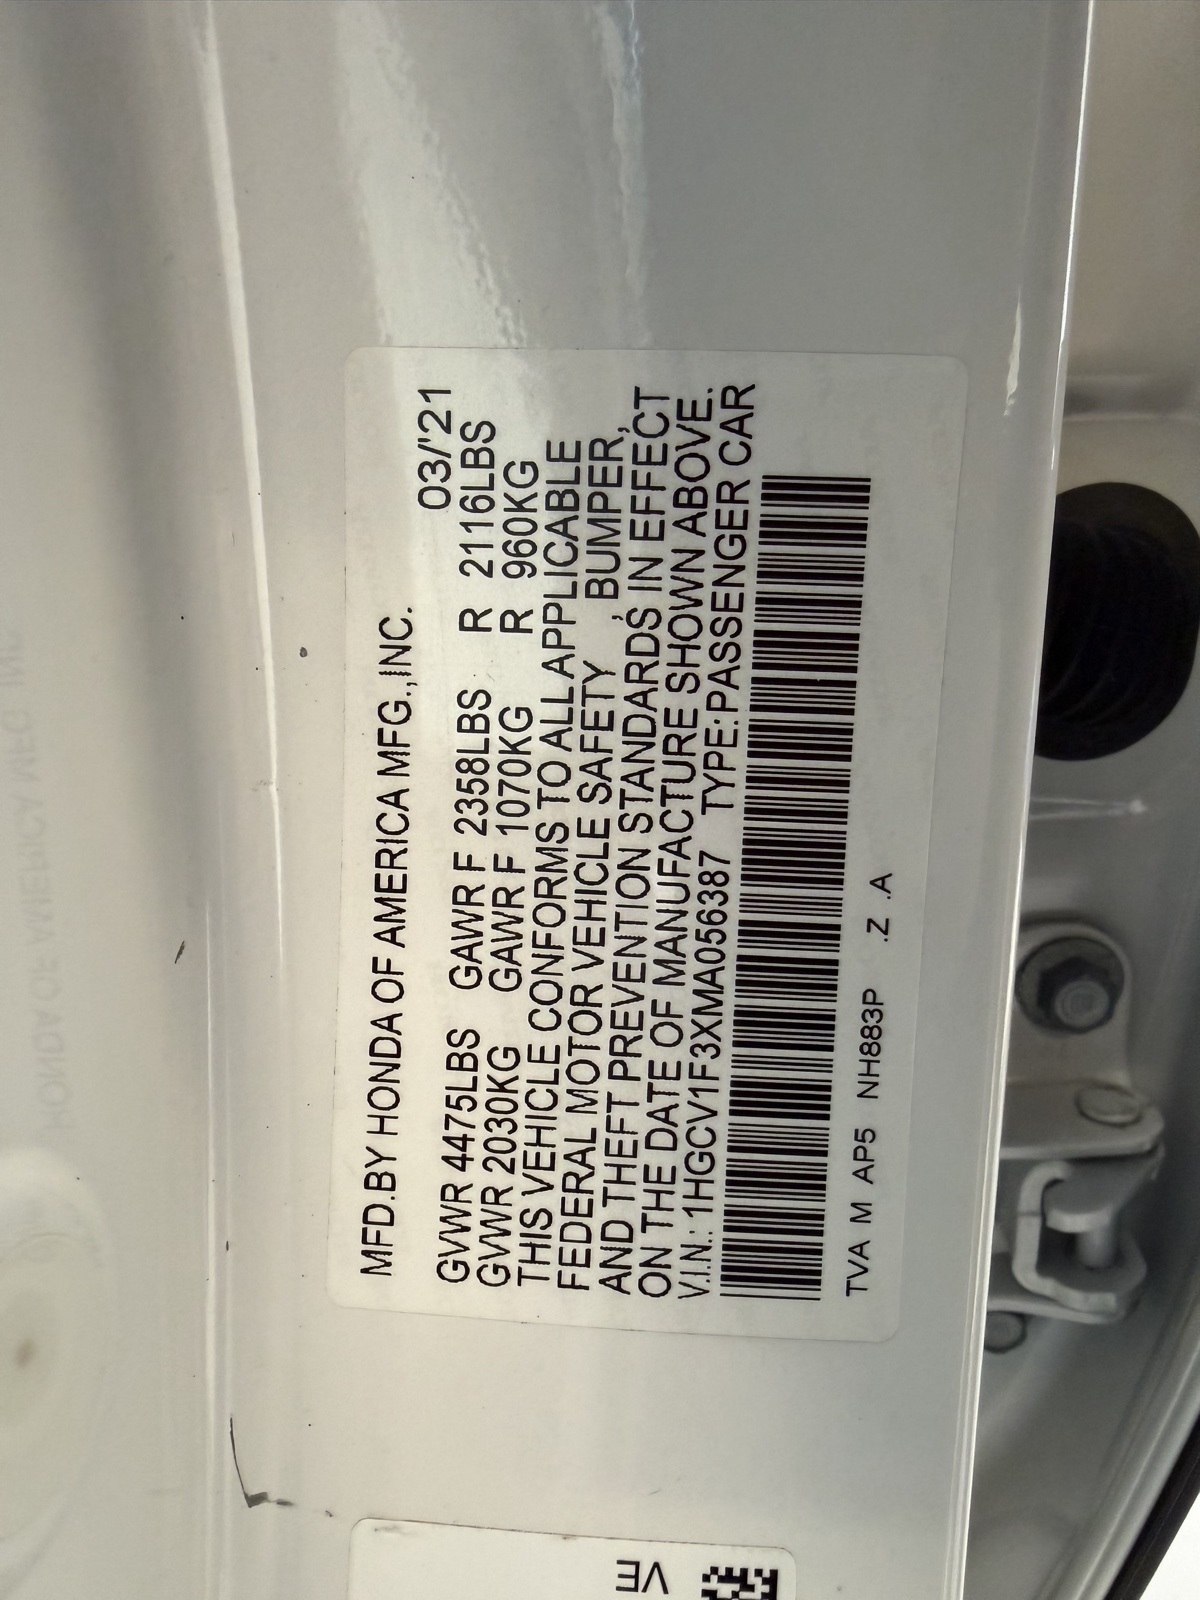 MFD.BY HONDA OF AMERICA MFG.,INC.
03/'21
GVWR 4475LBS GAWR F 2358LBS R 2116LBS
GVWR 2030KG GAWR F 1070KG R 960KG
THIS VEHICLE CONFORMS TO ALL APPLICABLE
FEDERAL MOTOR VEHICLE SAFETY , BUMPER,
AND THEFT PREVENTION STANDARDS IN EFFECT
ON THE DATE OF MANUFACTURE SHOWN ABOVE.
V.I.N.: 1HGCV1F3XMA056387 TYPE:PASSENGER CAR
TVA M AP5 NH883P .Z .A
VE